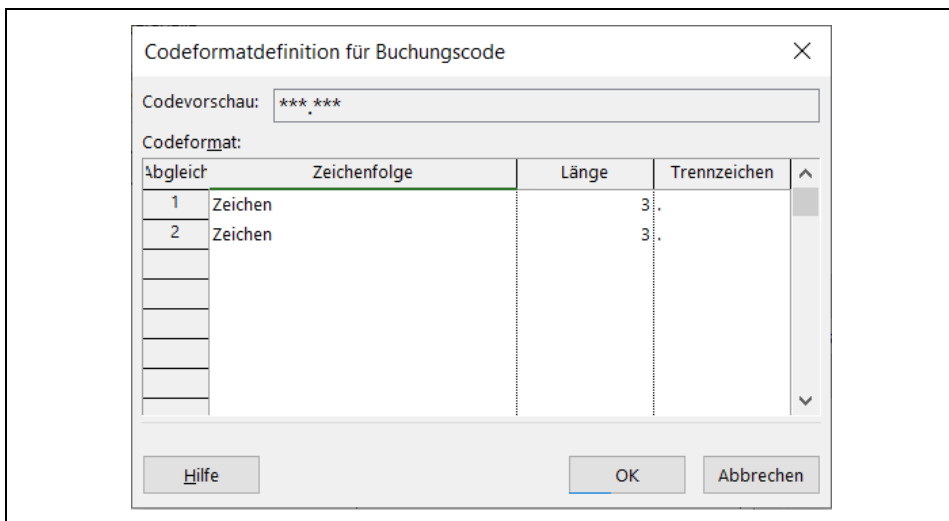 Codeformatdefinition für Buchungscode
Codevorschau: ***.***
Codeformat:
Abgleich Zeichenfolge Länge Trennzeichen
1 Zeichen 3 .
2 Zeichen 3 .
Hilfe OK Abbrechen